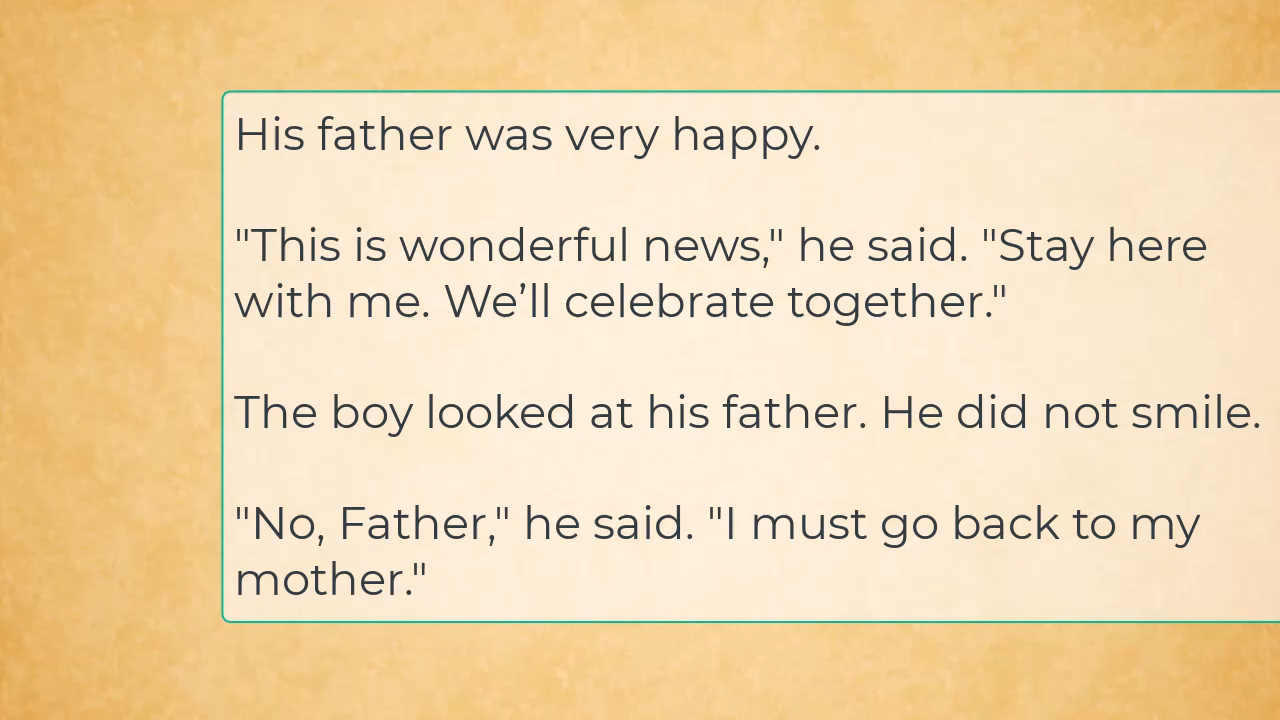 His father was very happy.
"This is wonderful news," he said. "Stay here
with me. We’ll celebrate together."
The boy looked at his father. He did not smile.
"No, Father," he said. "I must go back to my
mother."